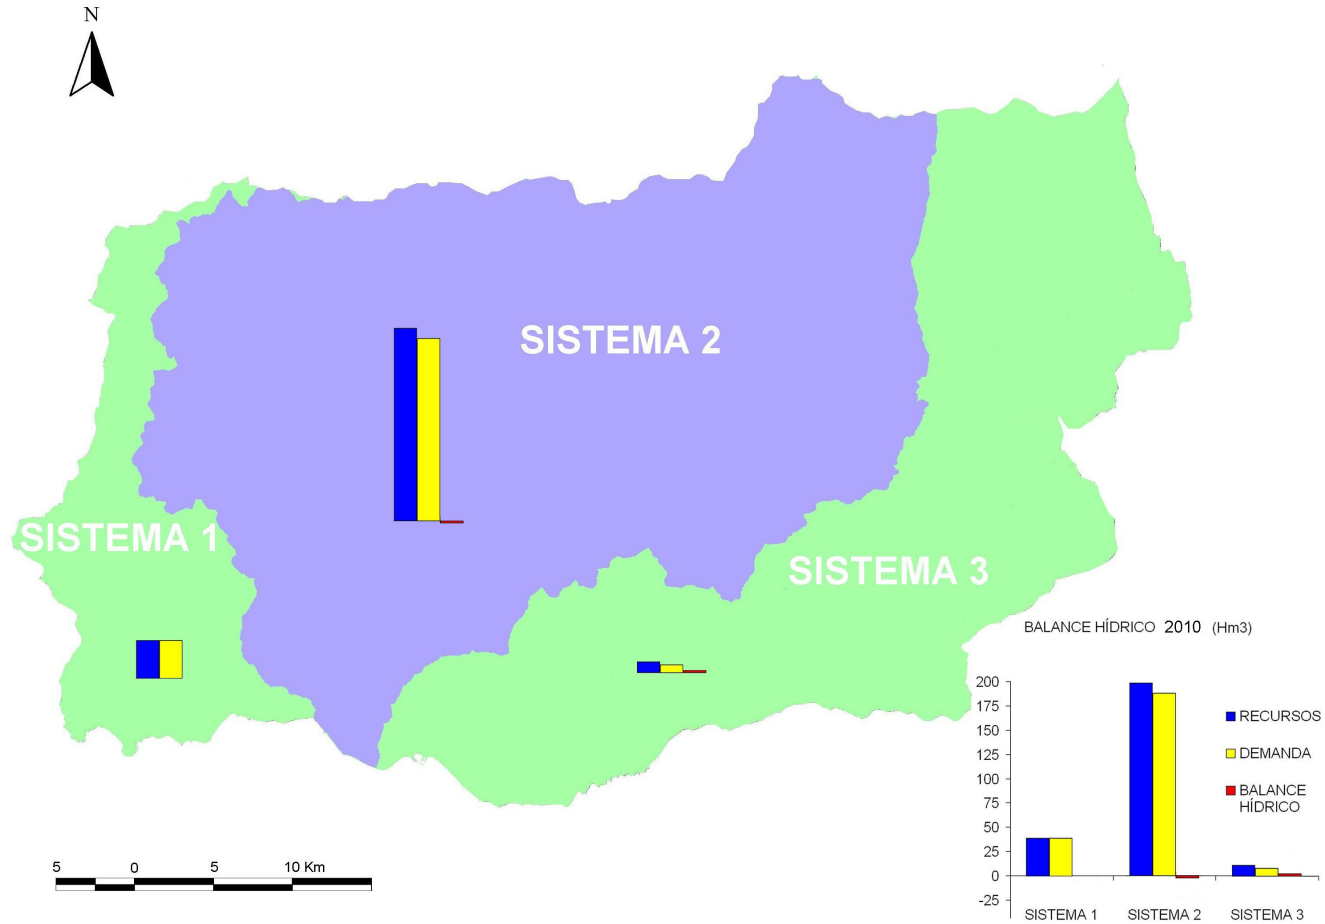 N
SISTEMA 2
SISTEMA 1
SISTEMA 3
BALANCE HÍDRICO 2010 (Hm3)
200
175
150
125
100
75
50
25
0
-25
RECURSOS
DEMANDA
BALANCE
HÍDRICO
SISTEMA 1 SISTEMA 2 SISTEMA 3
5 0 5 10 Km